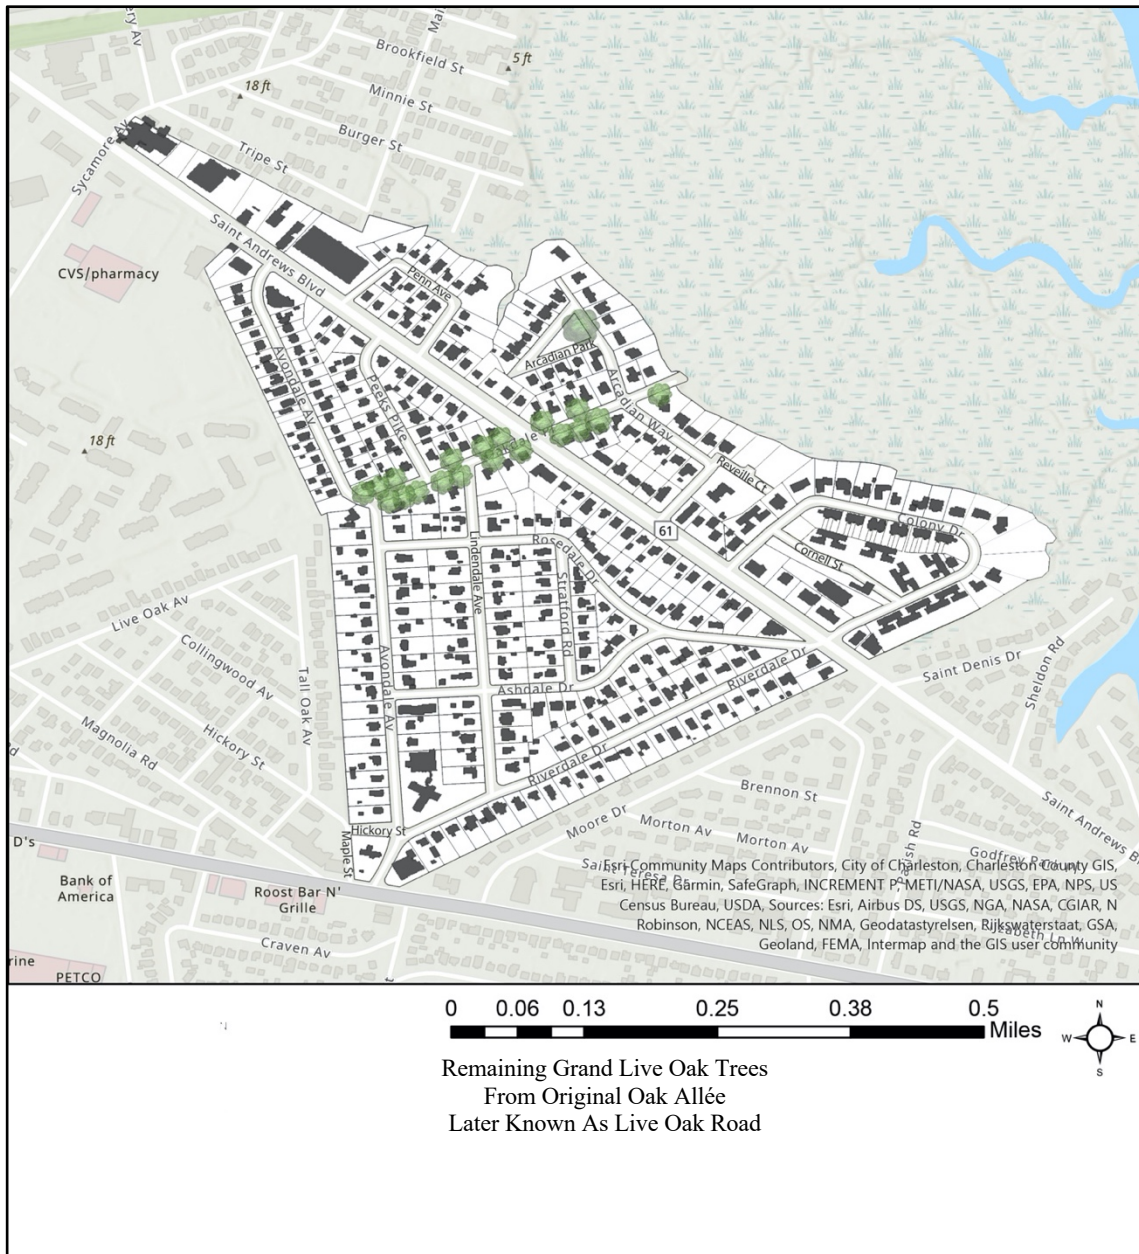 Brookfield St
5 ft
18 ft
Minnie St
Burger St
Tripe St
Sycamore Av
Saint Andrews Blvd
CVS/pharmacy
Penn Ave
Arcadian Park
Avondale Av
Peeks Pike
Arcadian Way
18 ft
Reveille Ct
61
Colony Dr
Cornell St
Rosedale Dr
Lindendale Ave
Stratford Rd
Live Oak Av
Collingwood Av
Tall Oak Av
Avondale Av
Ashdale Dr
Riverdale Dr
Saint Denis Dr
Sheldon Rd
Magnolia Rd
Hickory St
Riverdale Dr
Brennon St
Moore Dr
Morton Av
Morton Av
Hickory St
Maple St
D's
Bank of
America
Roost Bar N'
Grille
Craven Av
PETCO
Esri Community Maps Contributors, City of Charleston, Charleston County GIS,
Esri, HERE, Garmin, SafeGraph, INCREMENT P, METI/NASA, USGS, EPA, NPS, US
Census Bureau, USDA, Sources: Esri, Airbus DS, USGS, NGA, NASA, CGIAR, N
Robinson, NCEAS, NLS, OS, NMA, Geodatastyrelsen, Rijkswaterstaat, GSA,
Geoland, FEMA, Intermap and the GIS user community
0 0.06 0.13 0.25 0.38 0.5
Miles
N
W E
S
Remaining Grand Live Oak Trees
From Original Oak Allée
Later Known As Live Oak Road